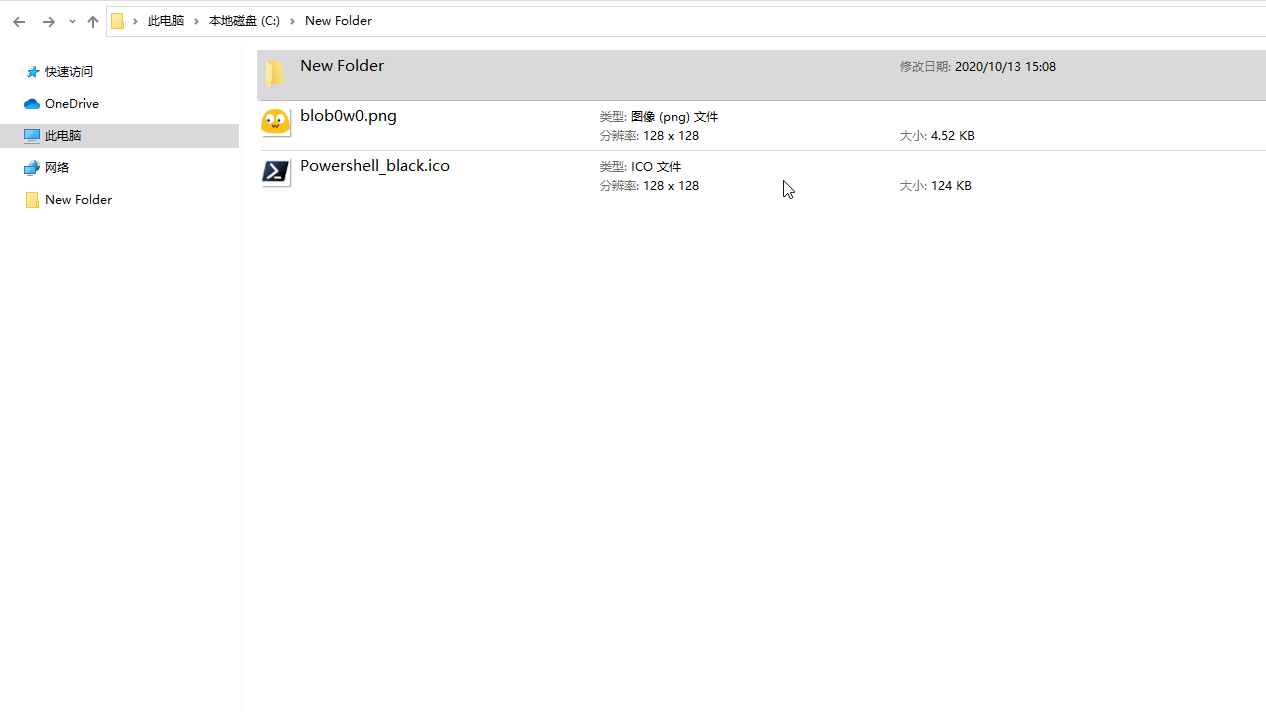 此电脑 › 本地磁盘 (C:) › New Folder
快速访问
OneDrive
此电脑
网络
New Folder
New Folder 修改日期: 2020/10/13 15:08
blob0w0.png 类型: 图像 (png) 文件
分辨率: 128 x 128 大小: 4.52 KB
Powershell_black.ico 类型: ICO 文件
分辨率: 128 x 128 大小: 124 KB